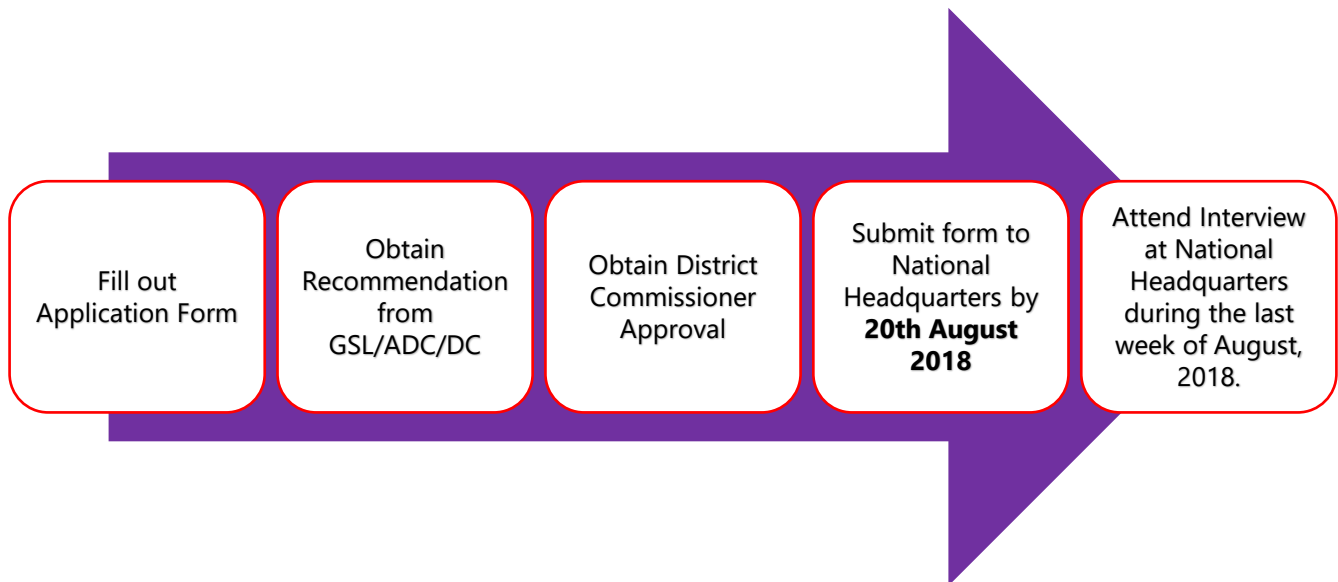 Fill out
Application Form
Obtain
Recommendation
from
GSL/ADC/DC
Obtain District
Commissioner
Approval
Submit form to
National
Headquarters by
20th August
2018
Attend Interview
at National
Headquarters
during the last
week of August,
2018.